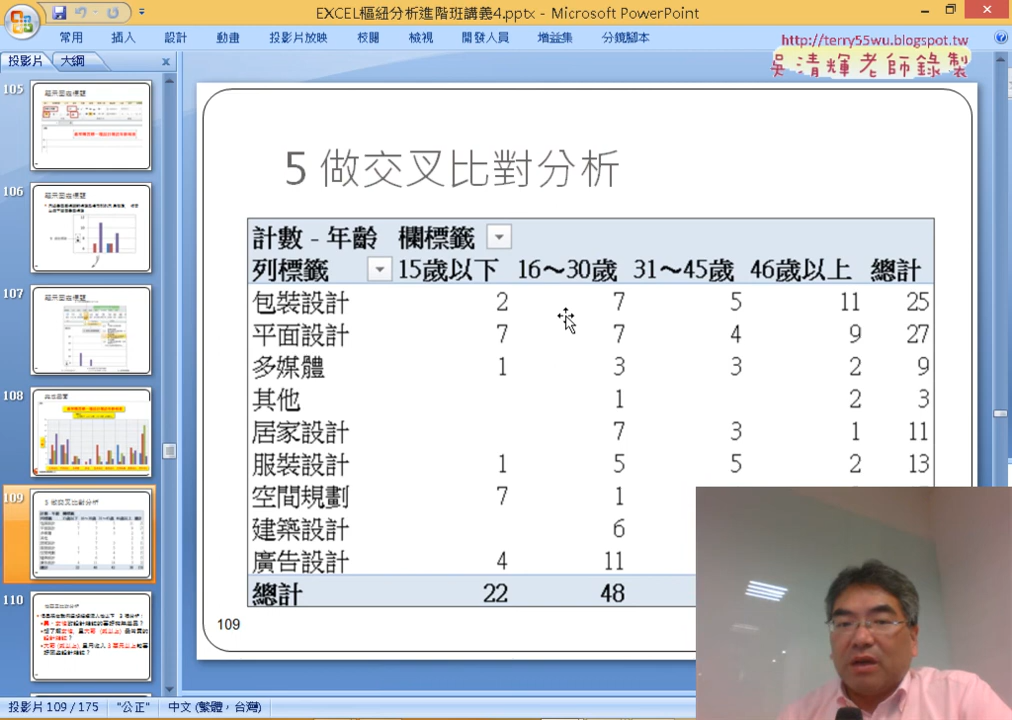 EXCEL樞紐分析進階班講義4.pptx - Microsoft PowerPoint
常用 插入 設計 動畫 投影片放映 校閱 檢視 開發人員 增益集 分鏡腳本
http://terry55wu.blogspot.tw
吳清輝老師錄製
投影片 大綱
105
106
107
108
109
5 做交叉比對分析
110
5 做交叉比對分析
計數 - 年齡 欄標籤
列標籤 15歲以下 16～30歲 31～45歲 46歲以上 總計
包裝設計 2 7 5 11 25
平面設計 7 7 4 9 27
多媒體 1 3 3 2 9
其他 1 2 3
居家設計 7 3 1 11
服裝設計 1 5 5 2 13
空間規劃 7 1
建築設計 6
廣告設計 4 11
總計 22 48
109
投影片 109 / 175 "公正" 中文 (繁體，台灣)